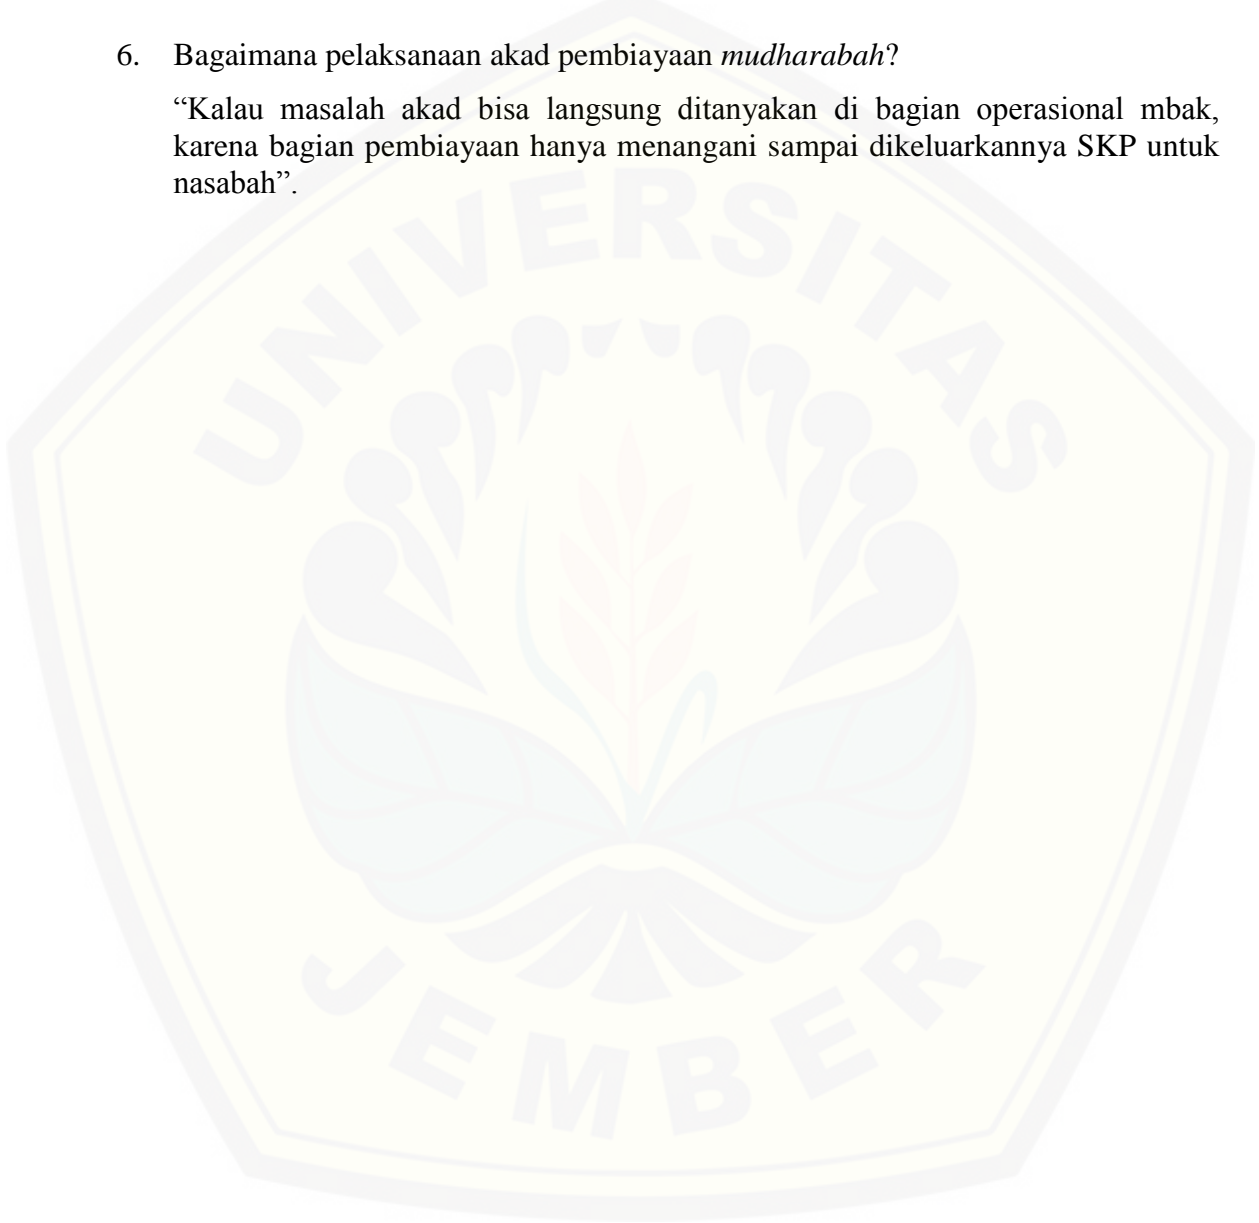 6. Bagaimana pelaksanaan akad pembiayaan mudharabah?
“Kalau masalah akad bisa langsung ditanyakan di bagian operasional mbak,
karena bagian pembiayaan hanya menangani sampai dikeluarkannya SKP untuk
nasabah”.
UNIVERSITAS
JEMBER